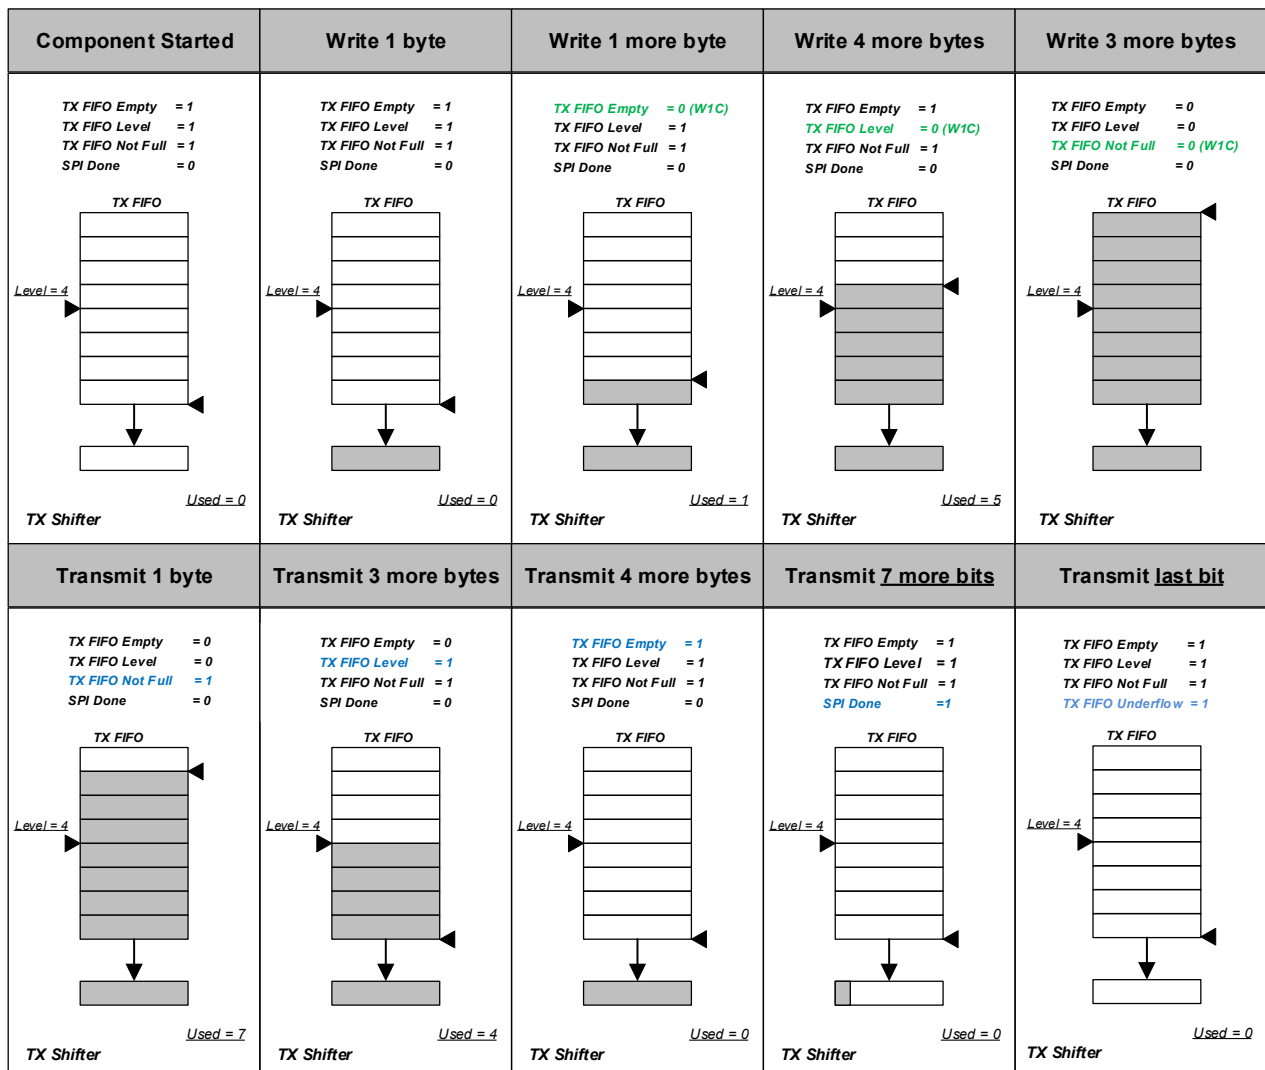 Component Started
TX FIFO Empty = 1
TX FIFO Level = 1
TX FIFO Not Full = 1
SPI Done = 0
TX FIFO
Level = 4
Used = 0
TX Shifter
Write 1 byte
TX FIFO Empty = 1
TX FIFO Level = 1
TX FIFO Not Full = 1
SPI Done = 0
TX FIFO
Level = 4
Used = 0
TX Shifter
Write 1 more byte
TX FIFO Empty = 0 (W1C)
TX FIFO Level = 1
TX FIFO Not Full = 1
SPI Done = 0
TX FIFO
Level = 4
Used = 1
TX Shifter
Write 4 more bytes
TX FIFO Empty = 1
TX FIFO Level = 0 (W1C)
TX FIFO Not Full = 1
SPI Done = 0
TX FIFO
Level = 4
Used = 5
TX Shifter
Write 3 more bytes
TX FIFO Empty = 0
TX FIFO Level = 0
TX FIFO Not Full = 0 (W1C)
SPI Done = 0
TX FIFO
Level = 4
TX Shifter
Transmit 1 byte
TX FIFO Empty = 0
TX FIFO Level = 0
TX FIFO Not Full = 1
SPI Done = 0
TX FIFO
Level = 4
Used = 7
TX Shifter
Transmit 3 more bytes
TX FIFO Empty = 0
TX FIFO Level = 1
TX FIFO Not Full = 1
SPI Done = 0
TX FIFO
Level = 4
Used = 4
TX Shifter
Transmit 4 more bytes
TX FIFO Empty = 1
TX FIFO Level = 1
TX FIFO Not Full = 1
SPI Done = 0
TX FIFO
Level = 4
Used = 0
TX Shifter
Transmit 7 more bits
TX FIFO Empty = 1
TX FIFO Level = 1
TX FIFO Not Full = 1
SPI Done =1
TX FIFO
Level = 4
Used = 0
TX Shifter
Transmit last bit
TX FIFO Empty = 1
TX FIFO Level = 1
TX FIFO Not Full = 1
TX FIFO Underflow = 1
TX FIFO
Level = 4
Used = 0
TX Shifter